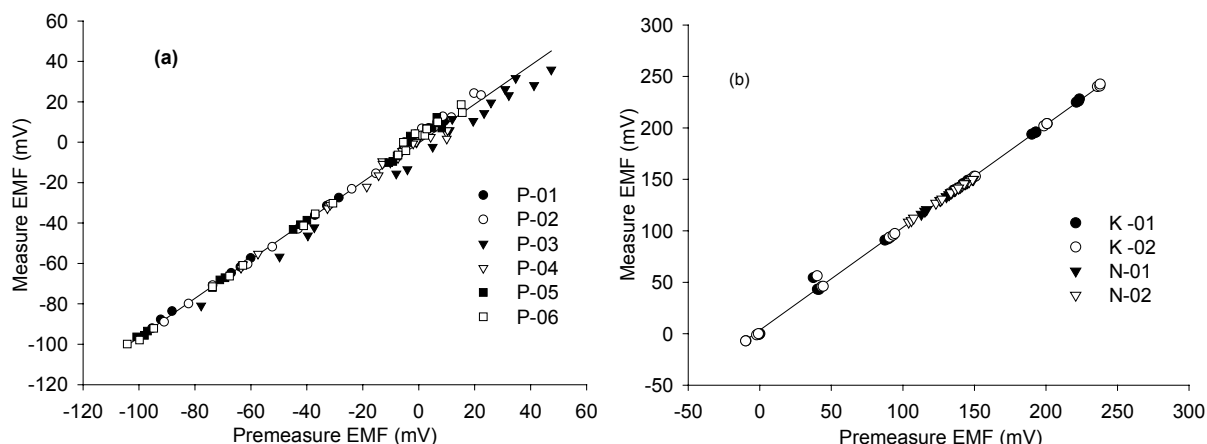 (a)
Measure EMF (mV)
60
40
20
0
-20
-40
-60
-80
-100
-120
-120 -100 -80 -60 -40 -20 0 20 40 60
Premeasure EMF (mV)
P-01
P-02
P-03
P-04
P-05
P-06
(b)
Measure EMF (mV)
300
250
200
150
100
50
0
-50
-50 0 50 100 150 200 250 300
Premeasure EMF (mV)
K -01
K -02
N-01
N-02